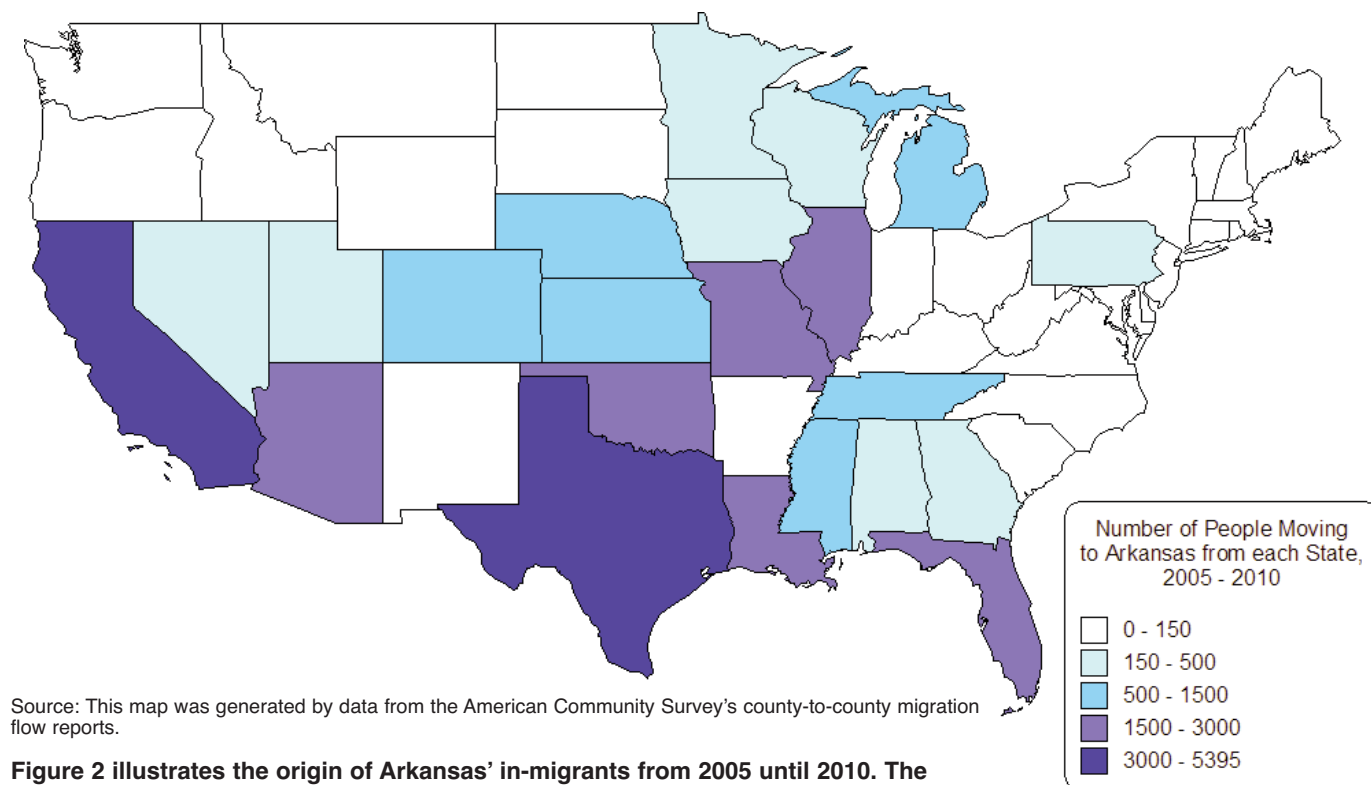 Number of People Moving
to Arkansas from each State,
2005 - 2010
0 - 150
150 - 500
500 - 1500
1500 - 3000
3000 - 5395
Source: This map was generated by data from the American Community Survey's county-to-county migration
flow reports.
Figure 2 illustrates the origin of Arkansas' in-migrants from 2005 until 2010. The